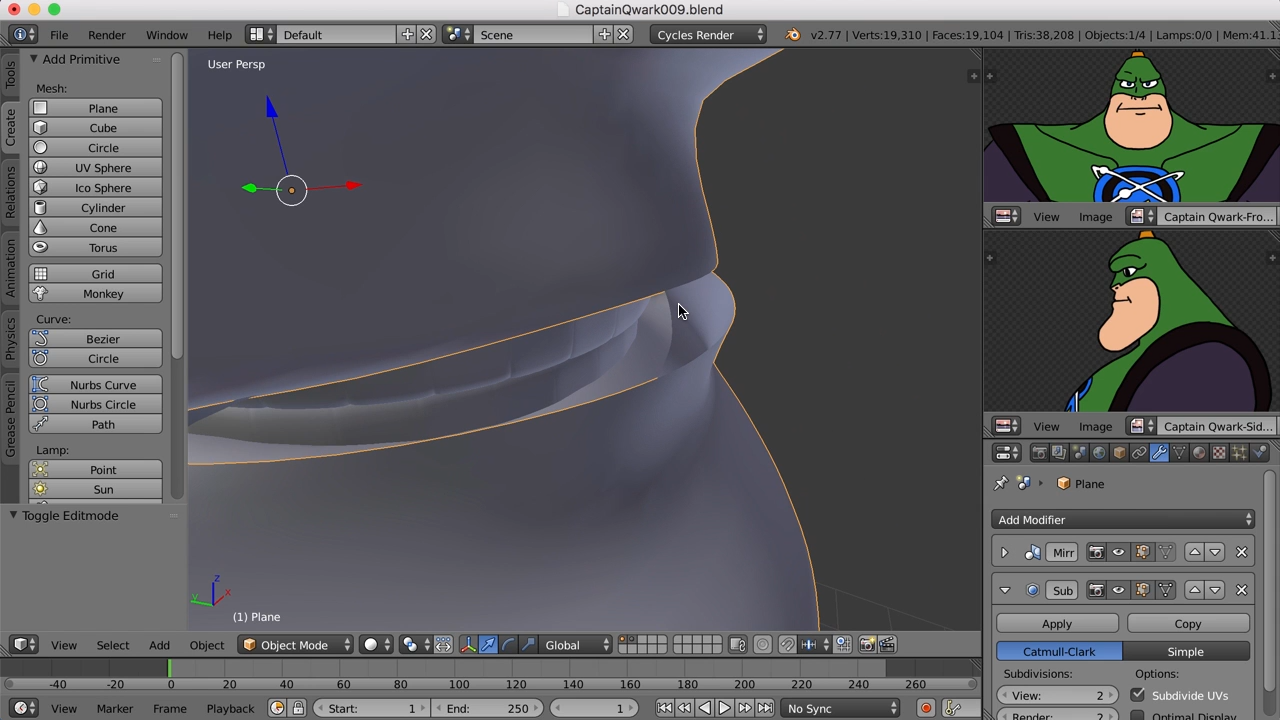 CaptainQwark009.blend
File Render Window Help Default Scene Cycles Render v2.77 | Verts:19,310 | Faces:19,104 | Tris:38,208 | Objects:1/4 | Lamps:0/0 | Mem:41.1
Tools
Create
Relations
Animation
Physics
Grease Pencil
Add Primitive
Mesh:
Plane
Cube
Circle
UV Sphere
Ico Sphere
Cylinder
Cone
Torus
Grid
Monkey
Curve:
Bezier
Circle
Nurbs Curve
Nurbs Circle
Path
Lamp:
Point
Sun
Toggle Editmode
User Persp
z
y
x
(1) Plane
View Select Add Object Object Mode Global
View Image Captain Qwark-Fro...
View Image Captain Qwark-Sid...
Plane
Add Modifier
Mirr
Sub
Apply Copy
Catmull-Clark Simple
Subdivisions: Options:
View: 2 Subdivide UVs
Render: 2 Optimal Display
-40 -20 0 20 40 60 80 100 120 140 160 180 200 220 240 260
View Marker Frame Playback Start: 1 End: 250 1 No Sync